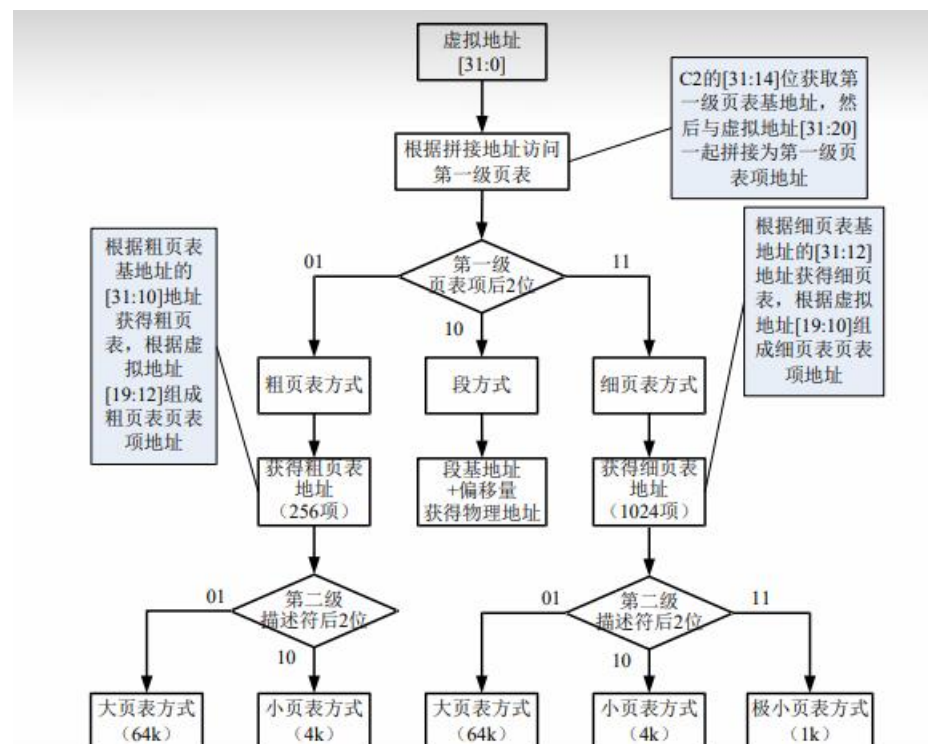 虚拟地址
[31:0]
C2的[31:14]位获取第
一级页表基地址，然
后与虚拟地址[31:20]
一起拼接为第一级页
表项地址
根据拼接地址访问
第一级页表
第一级
页表项后2位
01
11
10
根据粗页表
基地址的
[31:10]地址
获得粗页
表，根据虚
拟地址
[19:12]组成
粗页表页表
项地址
根据细页表基
地址的[31:12]
地址获得细页
表，根据虚拟
地址[19:10]组
成细页表页表
项地址
粗页表方式
段方式
细页表方式
获得粗页表
地址
（256项）
段基地址
+偏移量
获得物理地址
获得细页表
地址
（1024项）
第二级
描述符后2位
01
10
第二级
描述符后2位
01
11
10
大页表方式
（64k）
小页表方式
（4k）
大页表方式
（64k）
小页表方式
（4k）
极小页表方式
（1k）